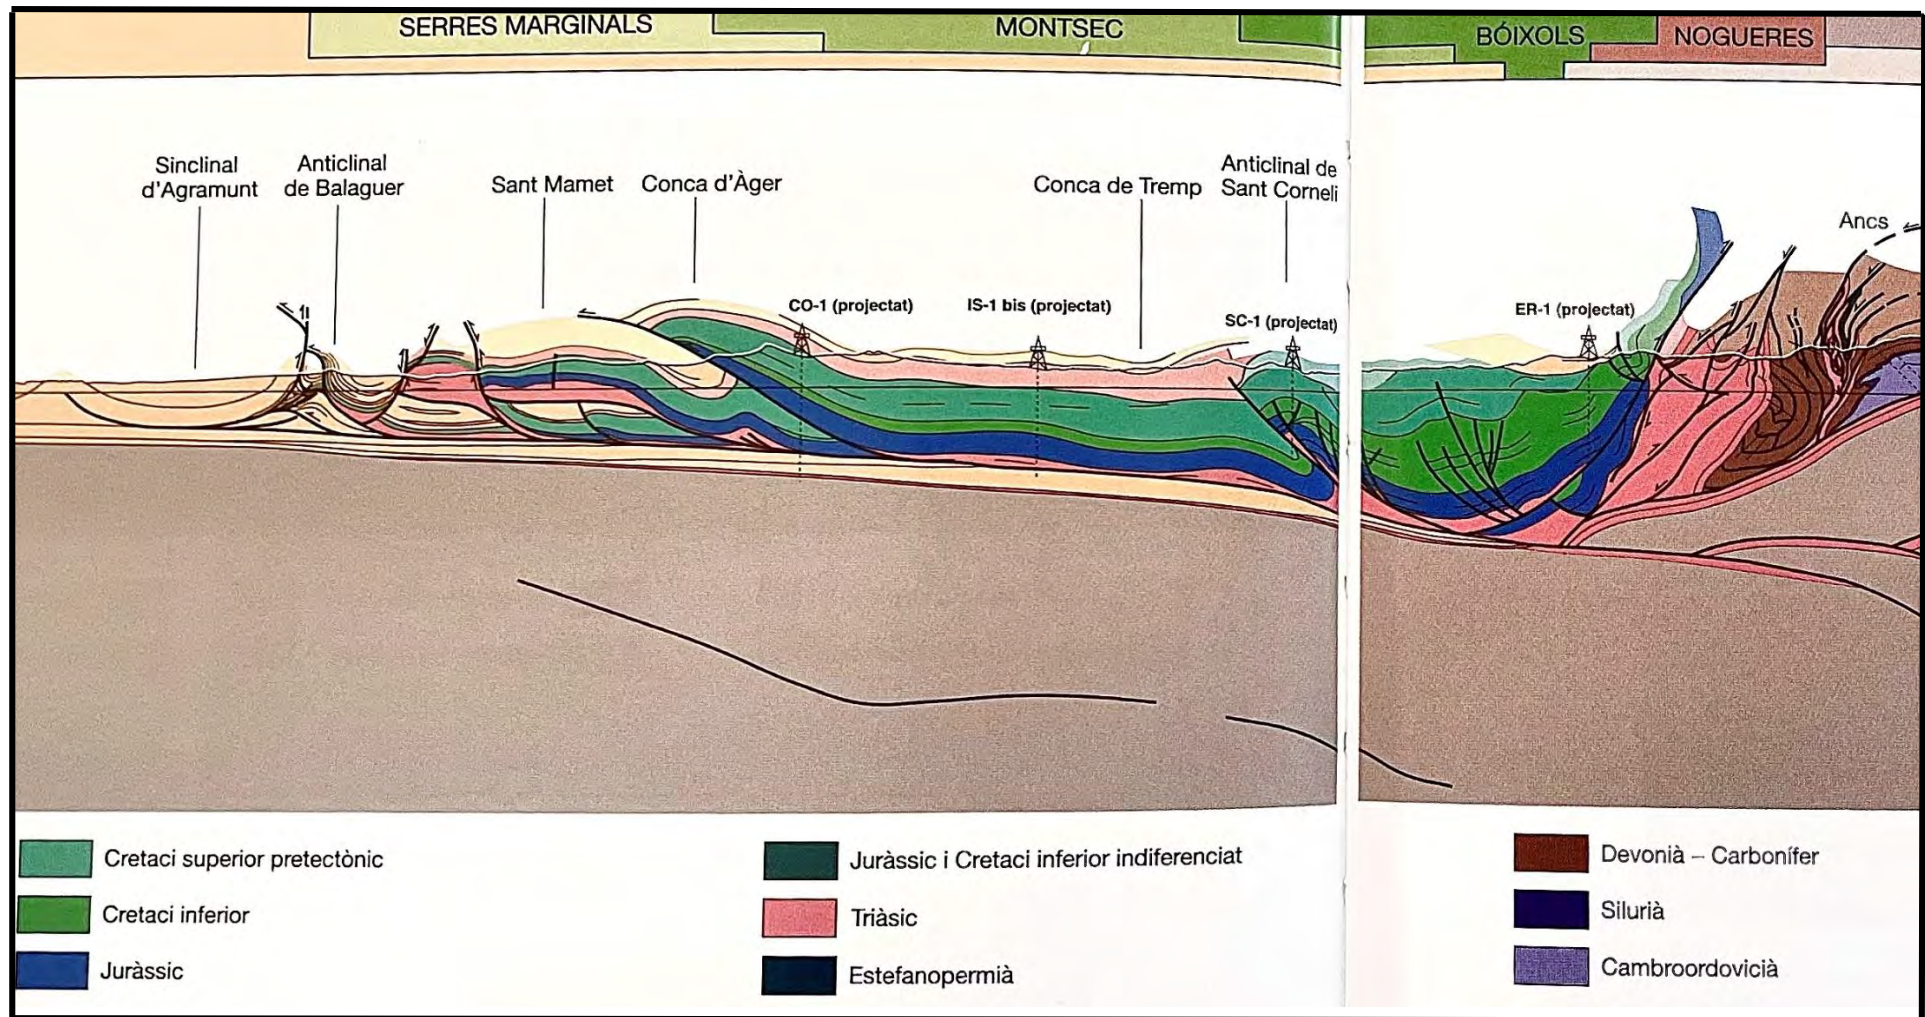 SERRES MARGINALS
MONTSEC
BÓIXOLS
NOGUERES
Sinclinal
d'Agramunt
Anticlinal
de Balaguer
Sant Mamet
Conca d'Àger
Conca de Tremp
Anticlinal de
Sant Corneli
Ancs
CO-1 (projectat)
IS-1 bis (projectat)
SC-1 (projectat)
ER-1 (projectat)
Cretaci superior pretectònic
Cretaci inferior
Juràssic
Juràssic i Cretaci inferior indiferenciat
Triàsic
Estefanopermià
Devonià – Carbonífer
Silurià
Cambroordovicià